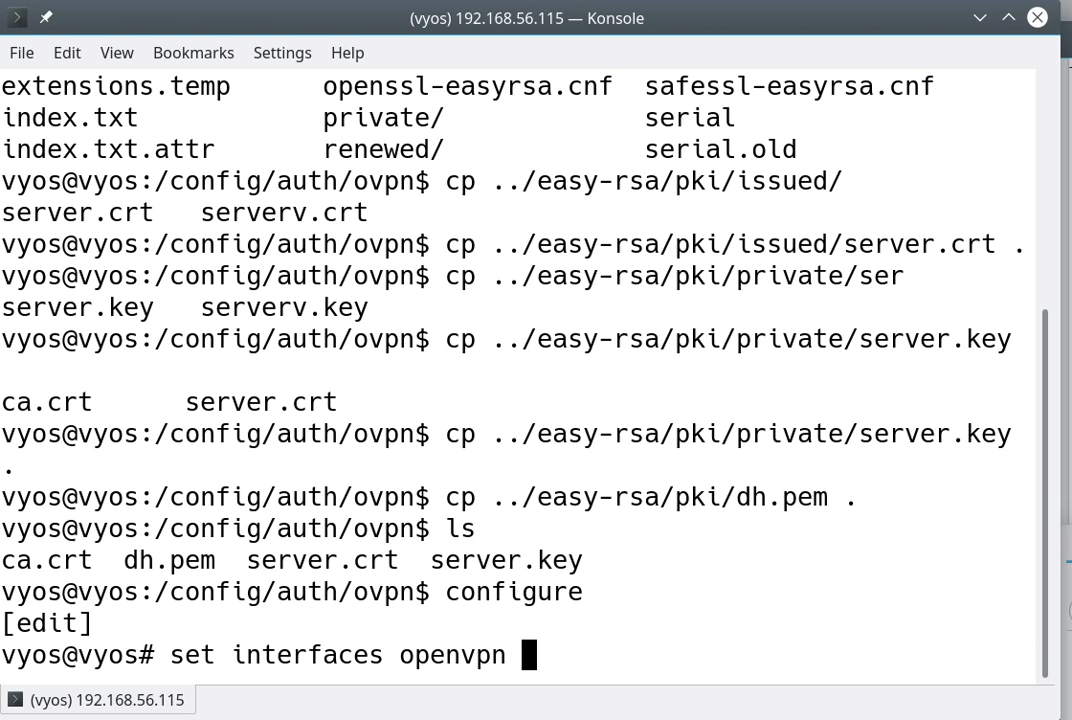 (vyos) 192.168.56.115 — Konsole
File Edit View Bookmarks Settings Help
extensions.temp openssl-easyrsa.cnf safessl-easyrsa.cnf
index.txt private/ serial
index.txt.attr renewed/ serial.old
vyos@vyos:/config/auth/ovpn$ cp ../easy-rsa/pki/issued/
server.crt serverv.crt
vyos@vyos:/config/auth/ovpn$ cp ../easy-rsa/pki/issued/server.crt .
vyos@vyos:/config/auth/ovpn$ cp ../easy-rsa/pki/private/ser
server.key serverv.key
vyos@vyos:/config/auth/ovpn$ cp ../easy-rsa/pki/private/server.key
ca.crt server.crt
vyos@vyos:/config/auth/ovpn$ cp ../easy-rsa/pki/private/server.key
.
vyos@vyos:/config/auth/ovpn$ cp ../easy-rsa/pki/dh.pem .
vyos@vyos:/config/auth/ovpn$ ls
ca.crt dh.pem server.crt server.key
vyos@vyos:/config/auth/ovpn$ configure
[edit]
vyos@vyos# set interfaces openvpn
(vyos) 192.168.56.115